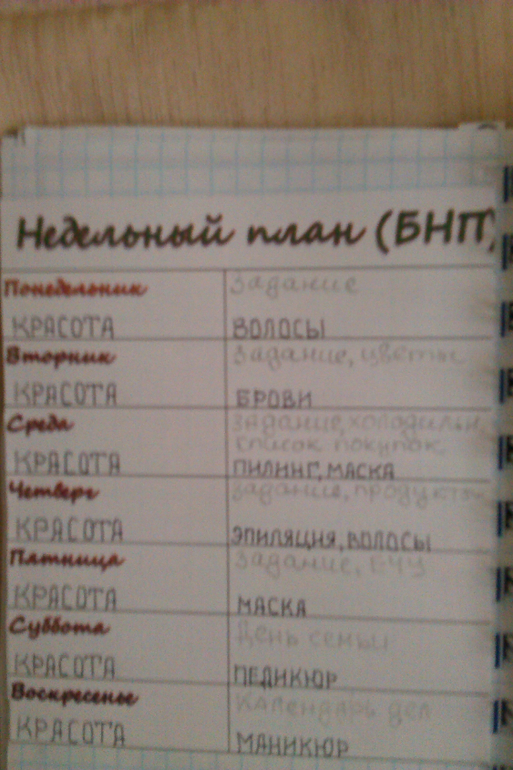 Недельный план (БНП)
Понедельник задание
КРАСОТА ВОЛОСЫ
Вторник задание, цветы
КРАСОТА БРОВИ
Среда задание, холодильн
список покупок
КРАСОТА ПИЛИНГ, МАСКА
Четверг задание, продукты
КРАСОТА ЭПИЛЯЦИЯ, ВОЛОСЫ
Пятница задание, БЧУ
КРАСОТА МАСКА
Суббота День семьи
КРАСОТА ПЕДИКЮР
Воскресенье Календарь дел
КРАСОТА МАНИКЮР